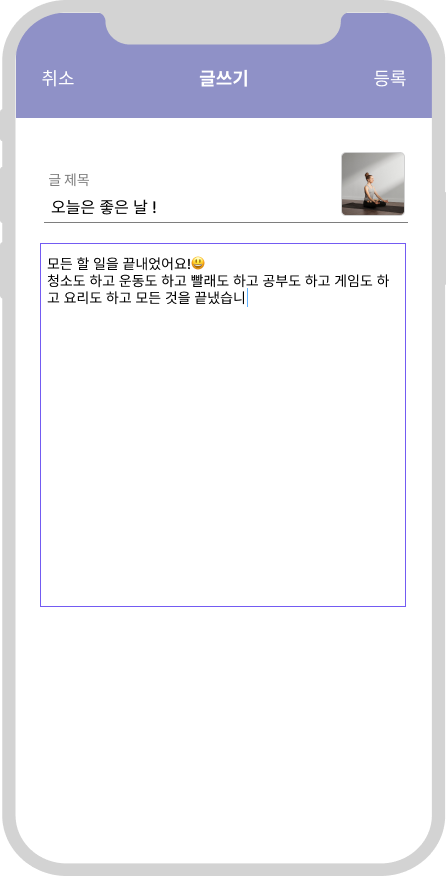 취소 글쓰기 등록
글 제목
오늘은 좋은 날 !
모든 할 일을 끝내었어요!😃
청소도 하고 운동도 하고 빨래도 하고 공부도 하고 게임도 하
고 요리도 하고 모든 것을 끝냈습니